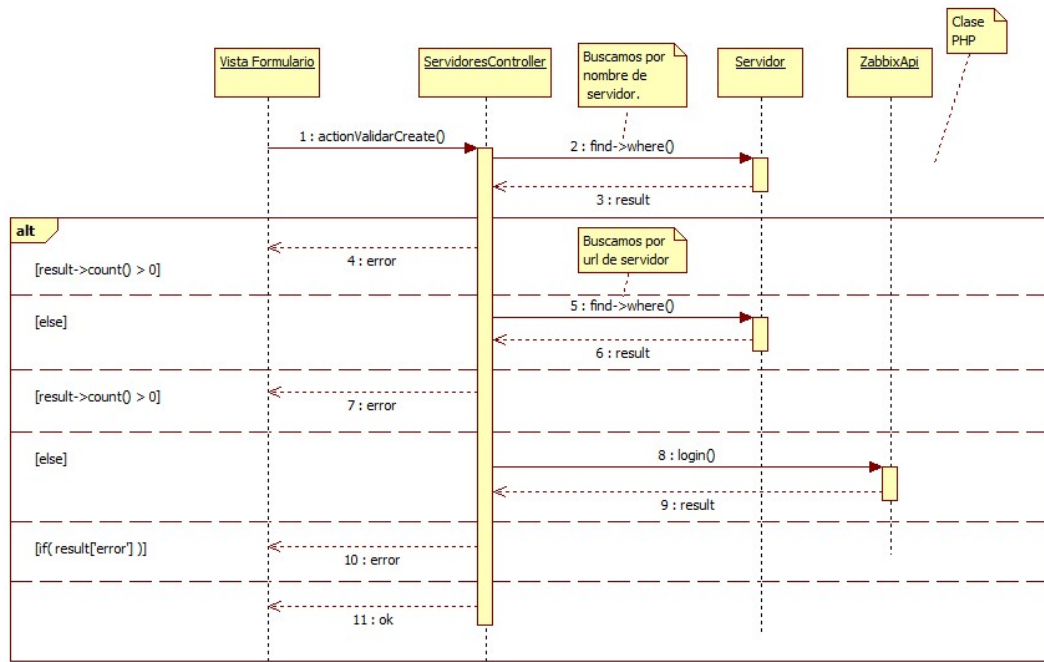 Clase
PHP
Vista Formulario
ServidoresController
Buscamos por
nombre de
servidor.
Servidor
ZabbixApi
1 : actionValidarCreate()
2 : find->where()
3 : result
alt
4 : error
[result->count() > 0]
Buscamos por
url de servidor
5 : find->where()
[else]
6 : result
[result->count() > 0]
7 : error
[else]
8 : login()
9 : result
[if( result['error'] )]
10 : error
11 : ok